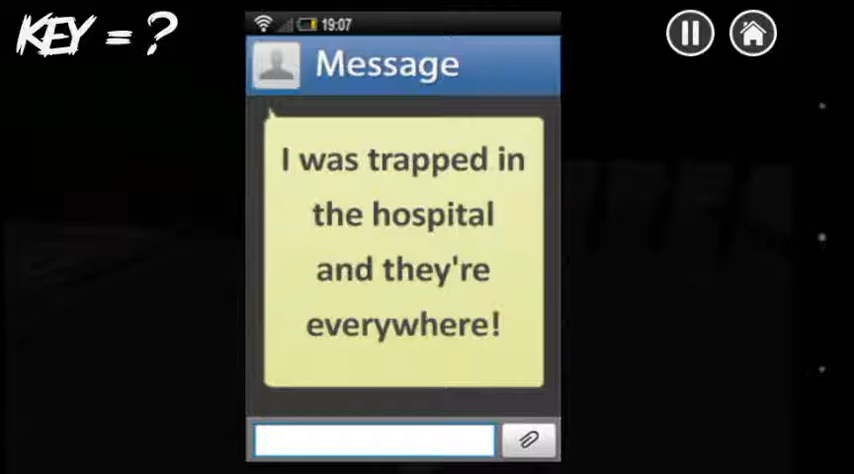 KEY = ?
19:07
Message
I was trapped in
the hospital
and they're
everywhere!